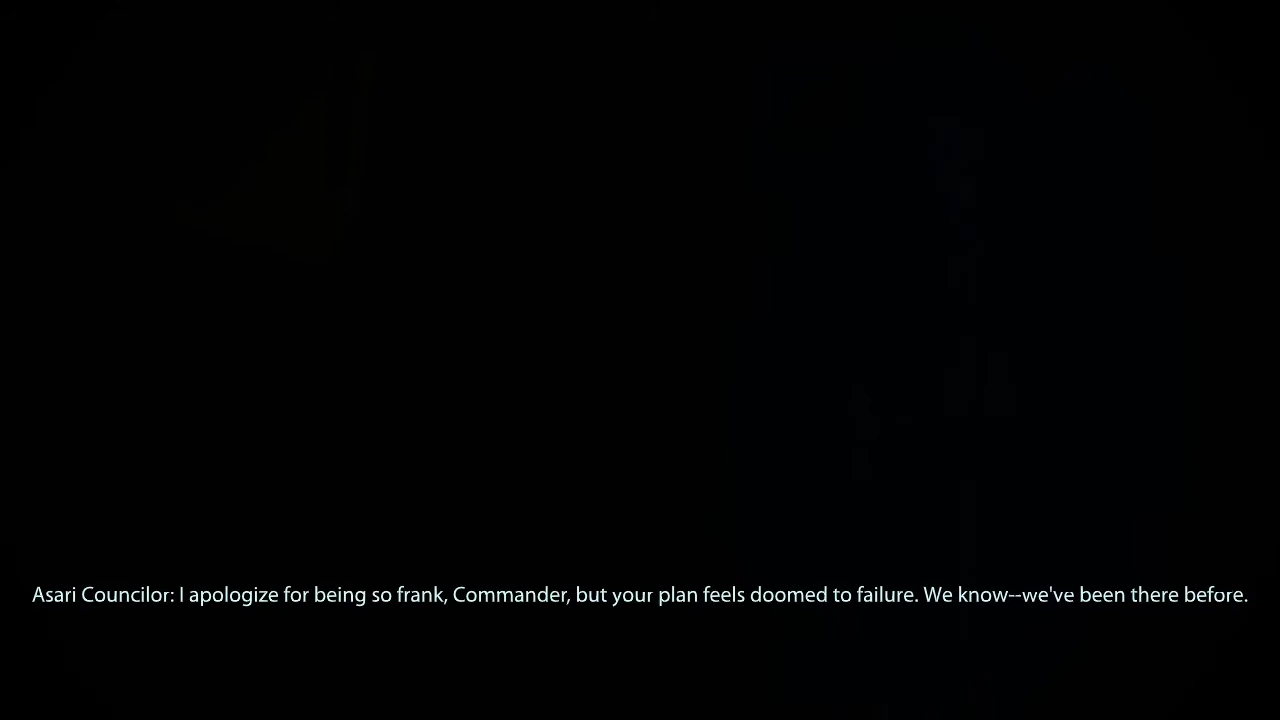 Asari Councilor: I apologize for being so frank, Commander, but your plan feels doomed to failure. We know--we've been there before.